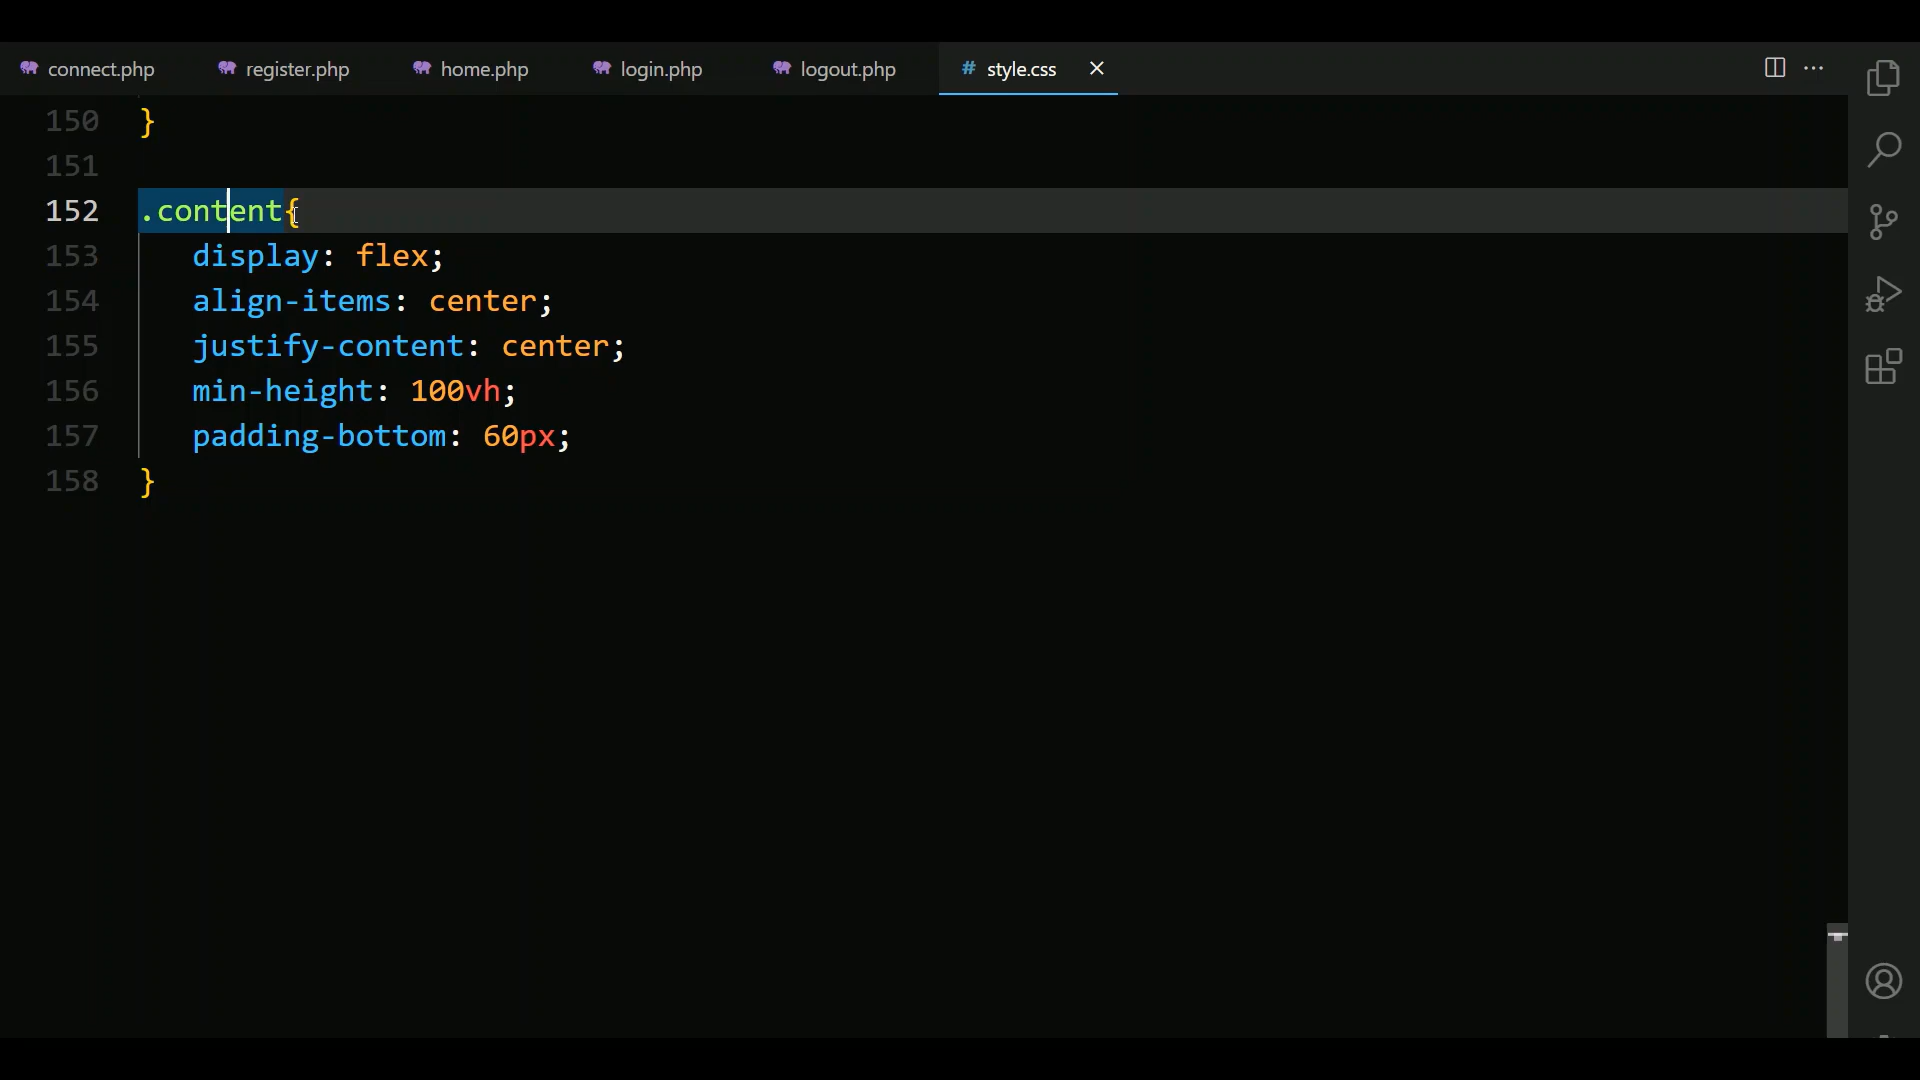 connect.php register.php home.php login.php logout.php # style.css
150 }
151
152 .content{
153 display: flex;
154 align-items: center;
155 justify-content: center;
156 min-height: 100vh;
157 padding-bottom: 60px;
158 }